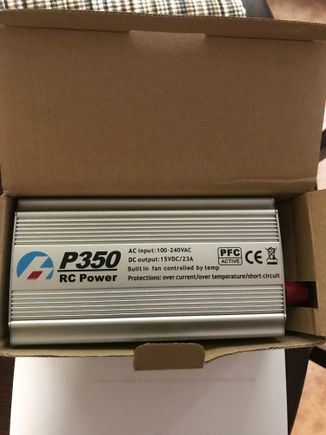 P350
RC Power
AC input:100-240VAC
DC output:15VDC/23A
Built in fan controlled by temp
Protections:over current/over temperature/short circuit
PFC
ACTIVE
CE